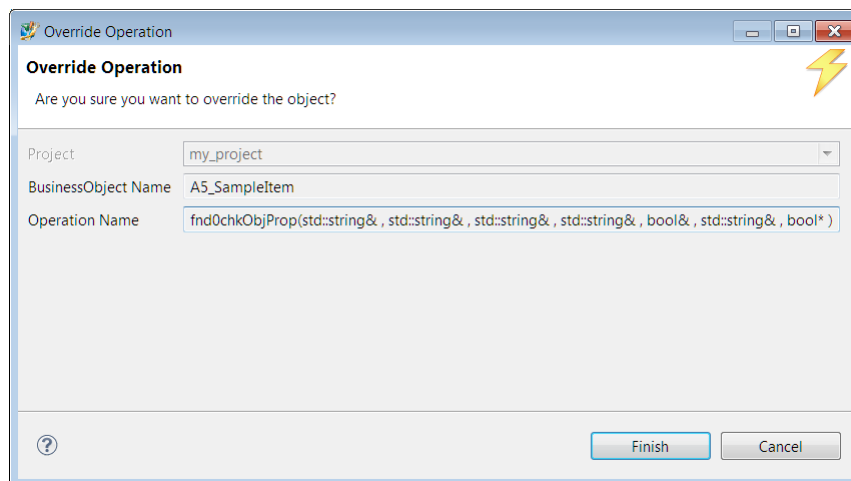 Override Operation
Override Operation
Are you sure you want to override the object?
Project my_project
BusinessObject Name A5_SampleItem
Operation Name fnd0chkObjProp(std::string& , std::string& , std::string& , std::string& , bool& , std::string& , bool* )
? Finish Cancel